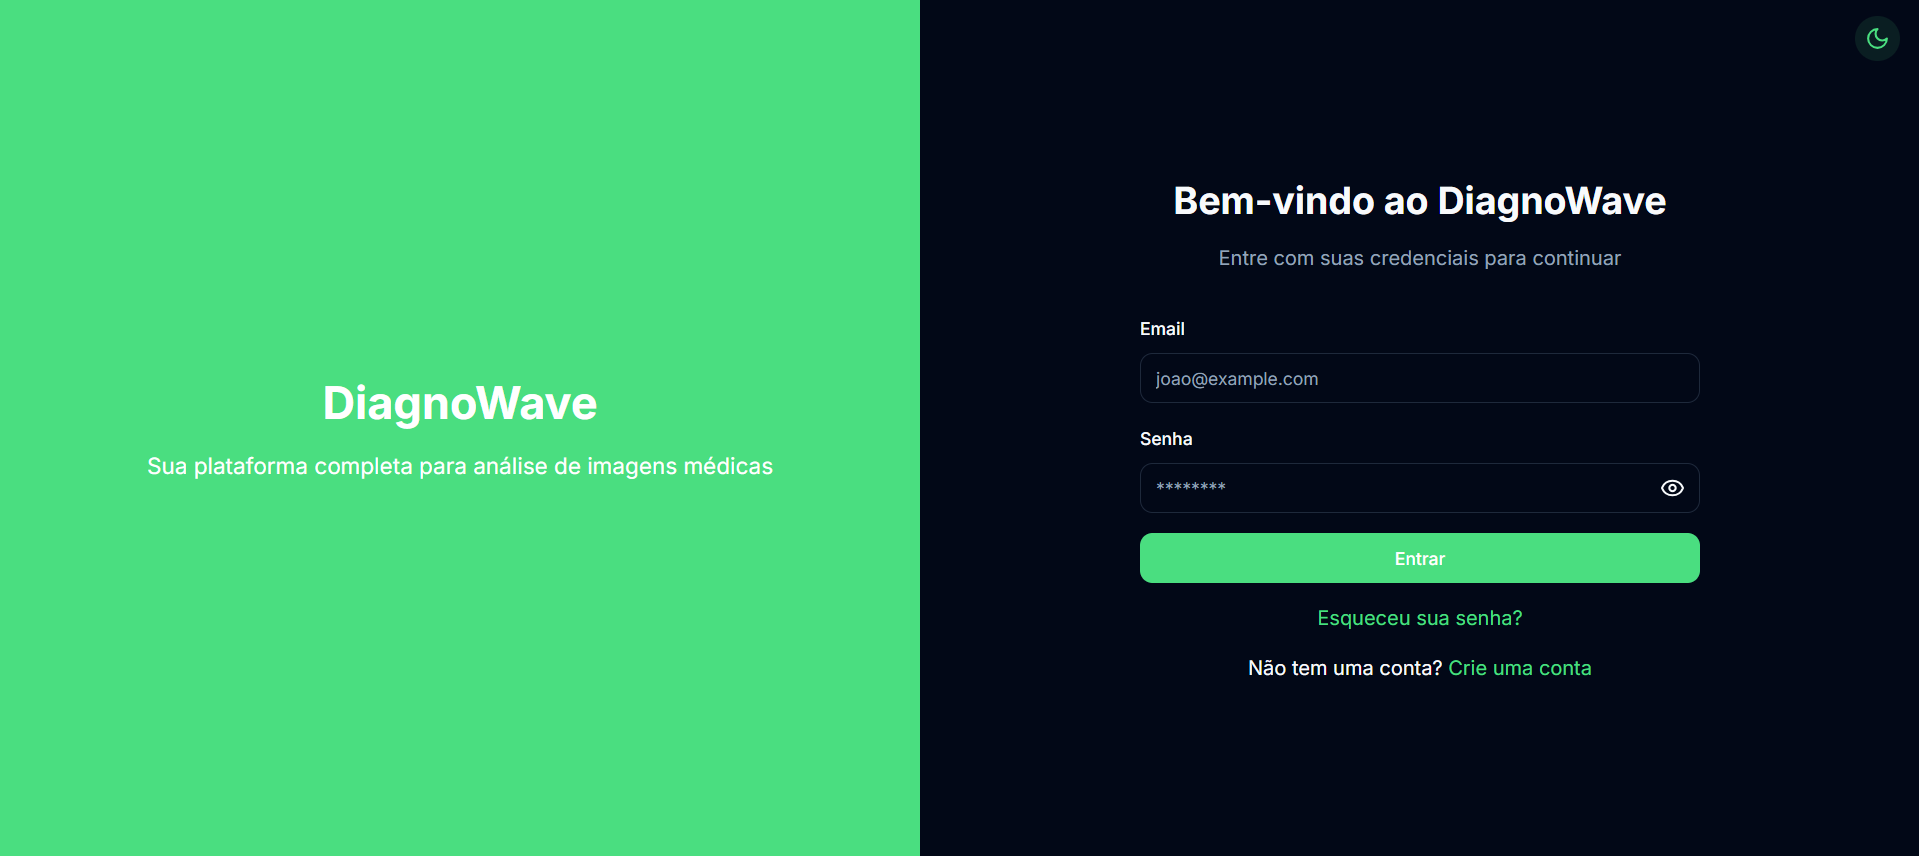 DiagnoWave
Sua plataforma completa para análise de imagens médicas
Bem-vindo ao DiagnoWave
Entre com suas credenciais para continuar
Email
joao@example.com
Senha
********
Entrar
Esqueceu sua senha?
Não tem uma conta? Crie uma conta